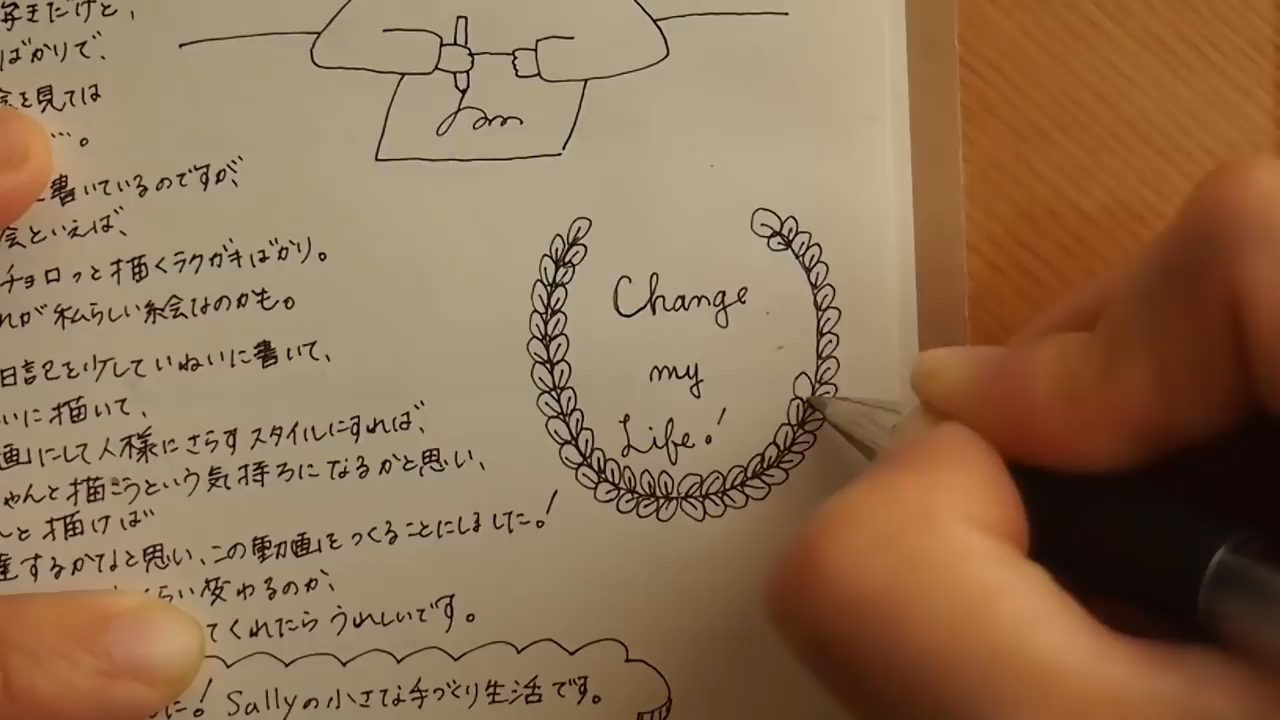 好きだけど、
ばかりで、
絵を見ては
…。
書いているのですが、
絵といえば、
チョロっと描くラクガキばかり。
れが私らしい絵なのかも。
日記を少していねいに書いて、
いに描いて、
画にして人様にさらすスタイルにすれば、
ゃんと描こうという気持ちになるかと思い、
んと描けば
達するかなと思い、この動画をつくることにしました!
らい変わるのか、
てくれたらうれしいです。
に! Sallyの小さな手づくり生活です。
Change
my
Life!